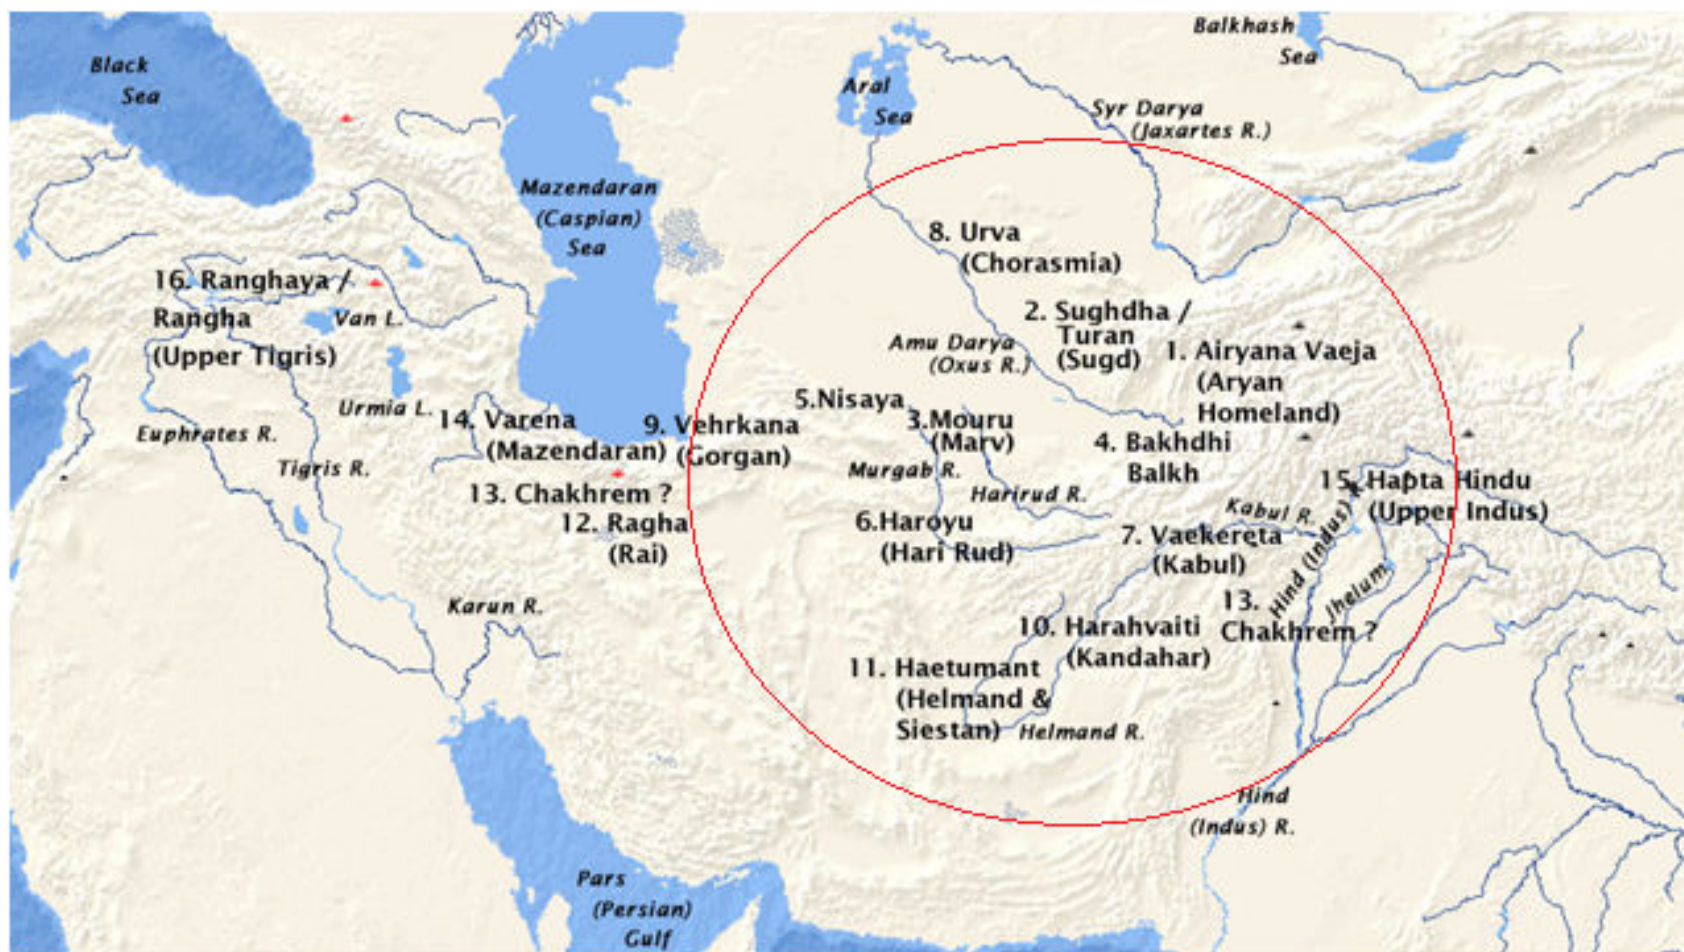 Black
Sea
Balkhash
Sea
Aral
Sea
Syr Darya
(Jaxartes R.)
Mazendaran
(Caspian)
Sea
8. Urva
(Chorasmia)
16. Ranghaya /
Rangha
(Upper Tigris)
Van L.
2. Sughdha /
Turan
(Sugd)
Amu Darya
(Oxus R.)
1. Airyana Vaeja
(Aryan
Homeland)
Urmia L.
Euphrates R.
Tigris R.
14. Varena
(Mazendaran)
9. Vehrkana
(Gorgan)
5.Nisaya
3.Mouru
(Marv)
4. Bakhdhi
Balkh
Murgab R.
Harirud R.
13. Chakhrem ?
12. Ragha
(Rai)
6.Haroyu
(Hari Rud)
15. Hapta Hindu
(Upper Indus)
Kabul R.
7. Vaekereta
(Kabul)
Hind (Indus) R.
Jhelum
13.
Chakhrem ?
Karun R.
10. Harahvaiti
(Kandahar)
11. Haetumant
(Helmand &
Siestan)
Helmand R.
Hind
(Indus) R.
Pars
(Persian)
Gulf